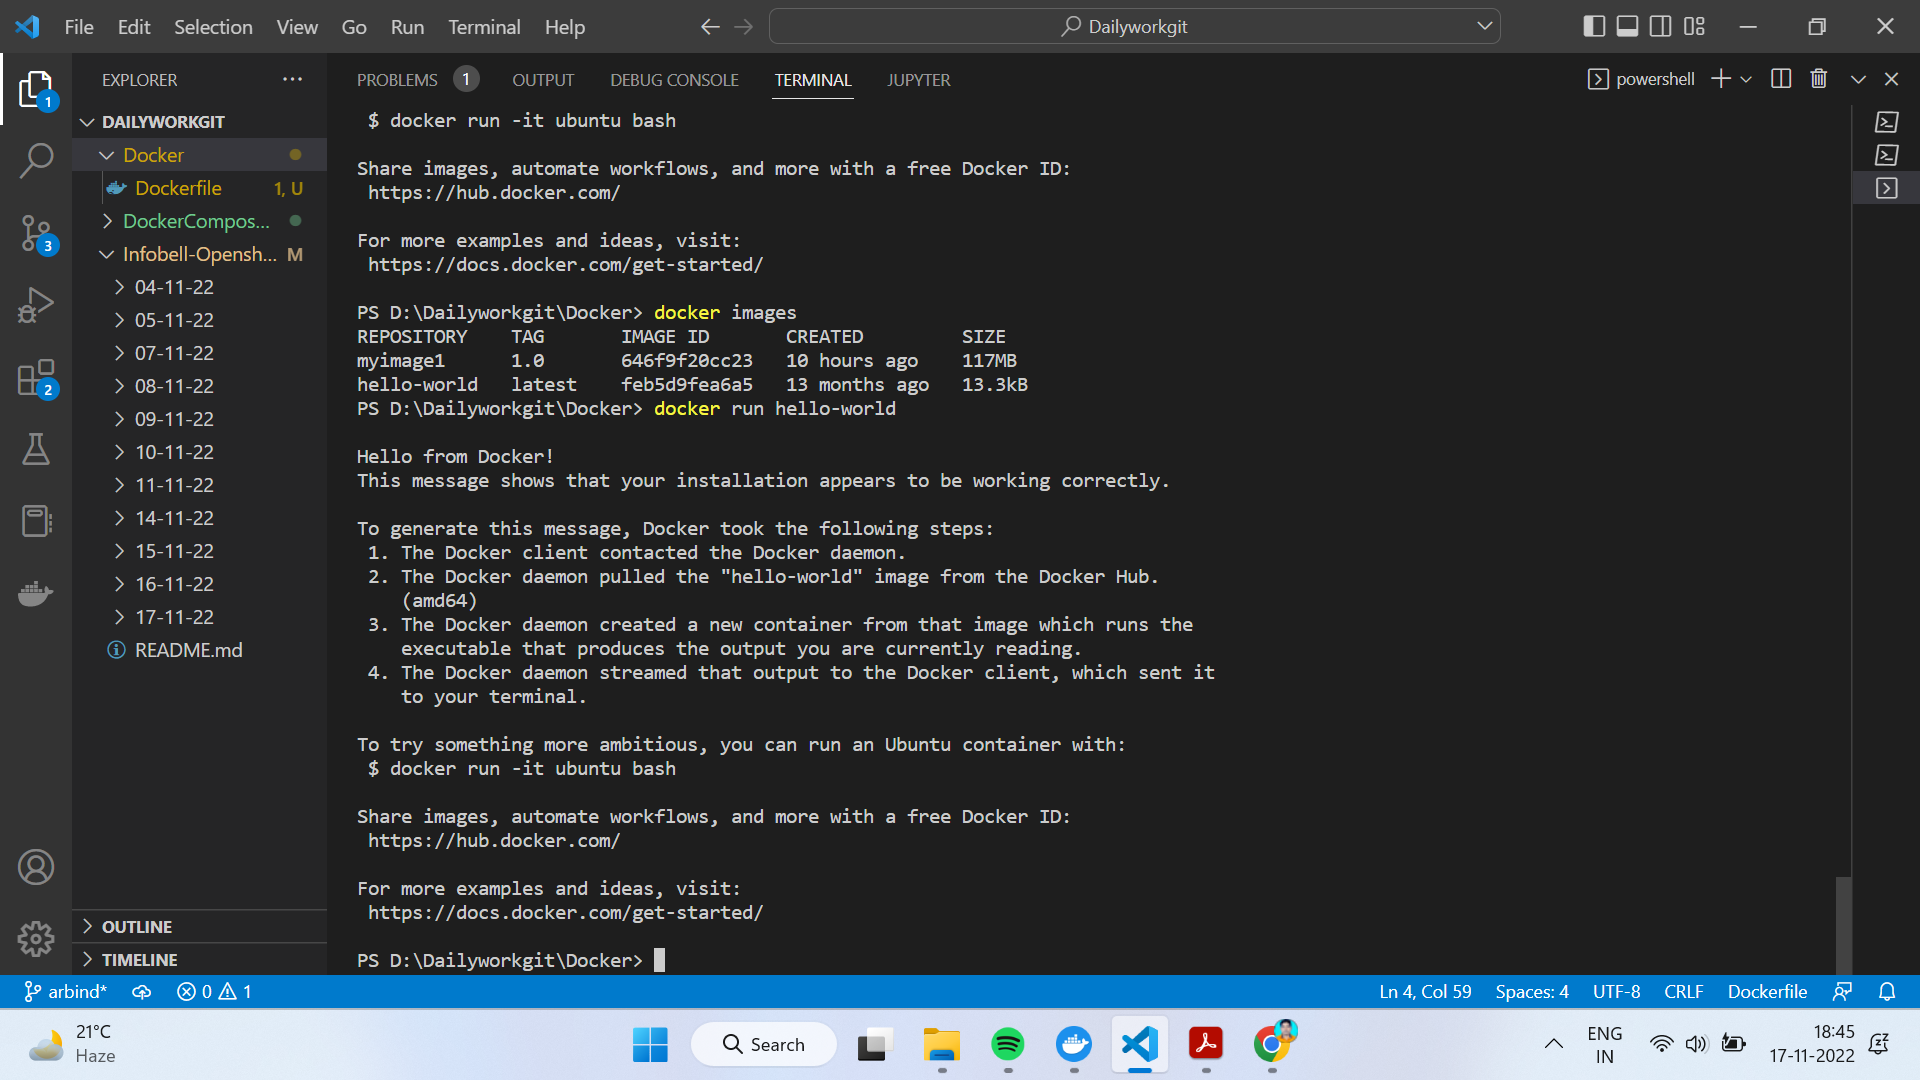 File Edit Selection View Go Run Terminal Help
Dailyworkgit
EXPLORER
DAILYWORKGIT
Docker
Dockerfile 1, U
DockerCompos...
Infobell-Opensh... M
04-11-22
05-11-22
07-11-22
08-11-22
09-11-22
10-11-22
11-11-22
14-11-22
15-11-22
16-11-22
17-11-22
README.md
OUTLINE
TIMELINE
1
3
2
PROBLEMS 1 OUTPUT DEBUG CONSOLE TERMINAL JUPYTER
powershell
$ docker run -it ubuntu bash
Share images, automate workflows, and more with a free Docker ID:
https://hub.docker.com/
For more examples and ideas, visit:
https://docs.docker.com/get-started/
PS D:\Dailyworkgit\Docker> docker images
REPOSITORY TAG IMAGE ID CREATED SIZE
myimage1 1.0 646f9f20cc23 10 hours ago 117MB
hello-world latest feb5d9fea6a5 13 months ago 13.3kB
PS D:\Dailyworkgit\Docker> docker run hello-world
Hello from Docker!
This message shows that your installation appears to be working correctly.
To generate this message, Docker took the following steps:
1. The Docker client contacted the Docker daemon.
2. The Docker daemon pulled the "hello-world" image from the Docker Hub.
(amd64)
3. The Docker daemon created a new container from that image which runs the
executable that produces the output you are currently reading.
4. The Docker daemon streamed that output to the Docker client, which sent it
to your terminal.
To try something more ambitious, you can run an Ubuntu container with:
$ docker run -it ubuntu bash
Share images, automate workflows, and more with a free Docker ID:
https://hub.docker.com/
For more examples and ideas, visit:
https://docs.docker.com/get-started/
PS D:\Dailyworkgit\Docker>
arbind* 0 1 Ln 4, Col 59 Spaces: 4 UTF-8 CRLF Dockerfile
21°C
Haze
Search
ENG
IN
18:45
17-11-2022